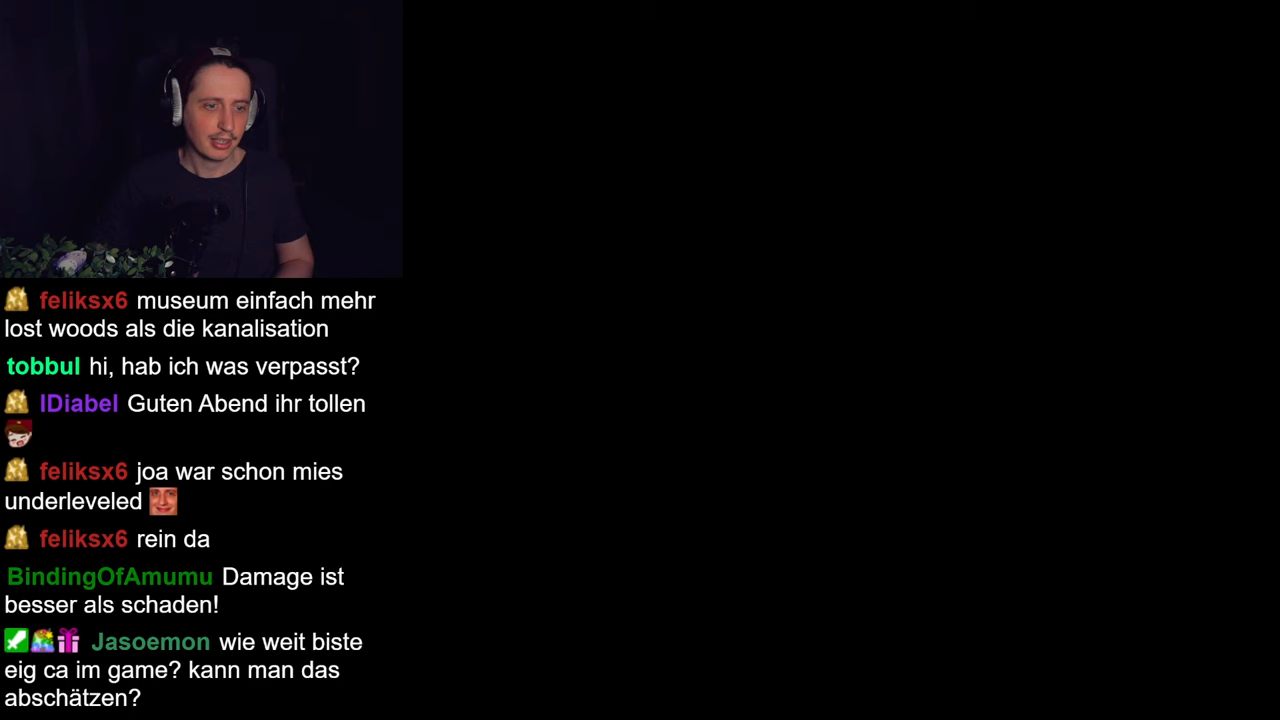 feliksx6 museum einfach mehr
lost woods als die kanalisation
tobbul hi, hab ich was verpasst?
IDiabel Guten Abend ihr tollen
feliksx6 joa war schon mies
underleveled
feliksx6 rein da
BindingOfAmumu Damage ist
besser als schaden!
Jasoemon wie weit biste
eig ca im game? kann man das
abschätzen?